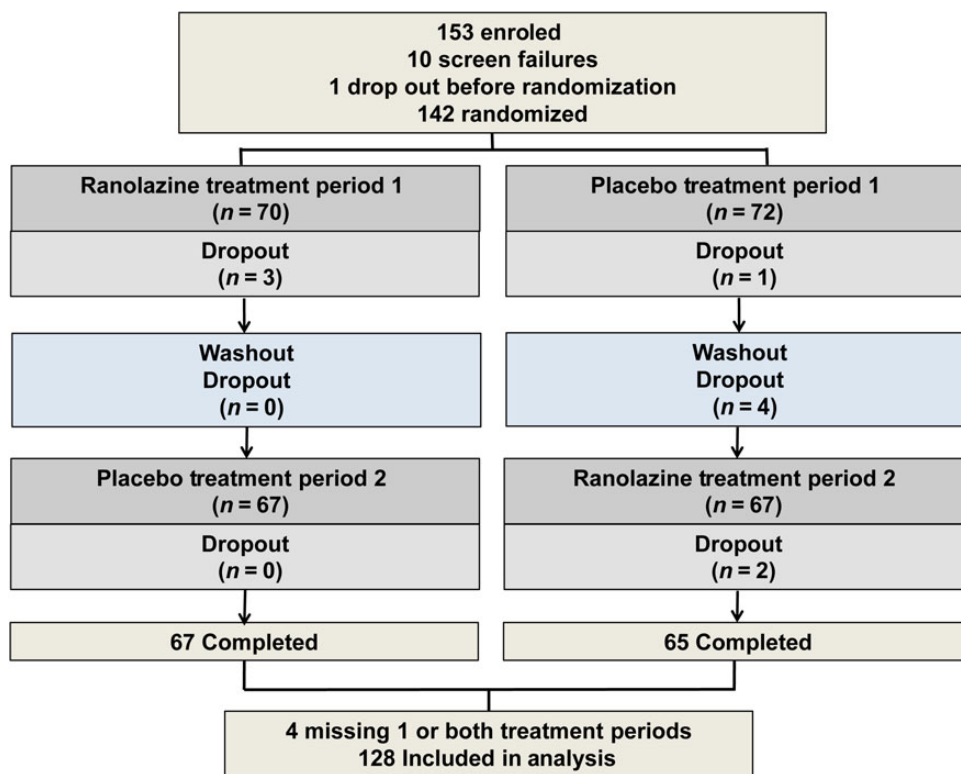 153 enroled
10 screen failures
1 drop out before randomization
142 randomized
Ranolazine treatment period 1
(n = 70)
Dropout
(n = 3)
Placebo treatment period 1
(n = 72)
Dropout
(n = 1)
Washout
Dropout
(n = 0)
Washout
Dropout
(n = 4)
Placebo treatment period 2
(n = 67)
Dropout
(n = 0)
Ranolazine treatment period 2
(n = 67)
Dropout
(n = 2)
67 Completed
65 Completed
4 missing 1 or both treatment periods
128 Included in analysis